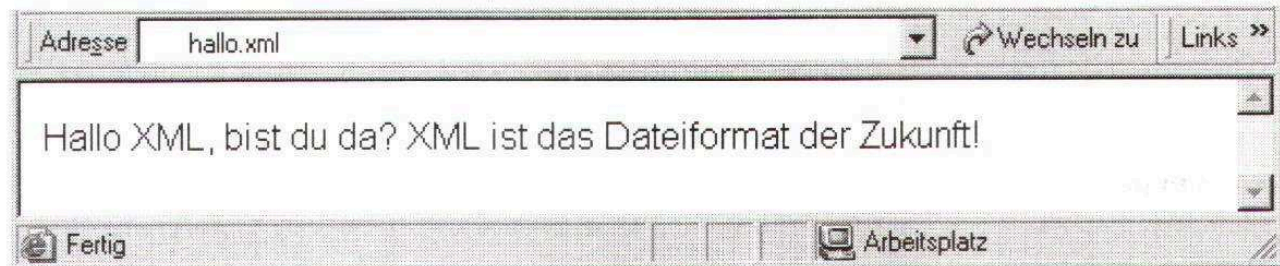 Adresse hallo.xml Wechseln zu Links »
Hallo XML, bist du da? XML ist das Dateiformat der Zukunft!
Fertig Arbeitsplatz